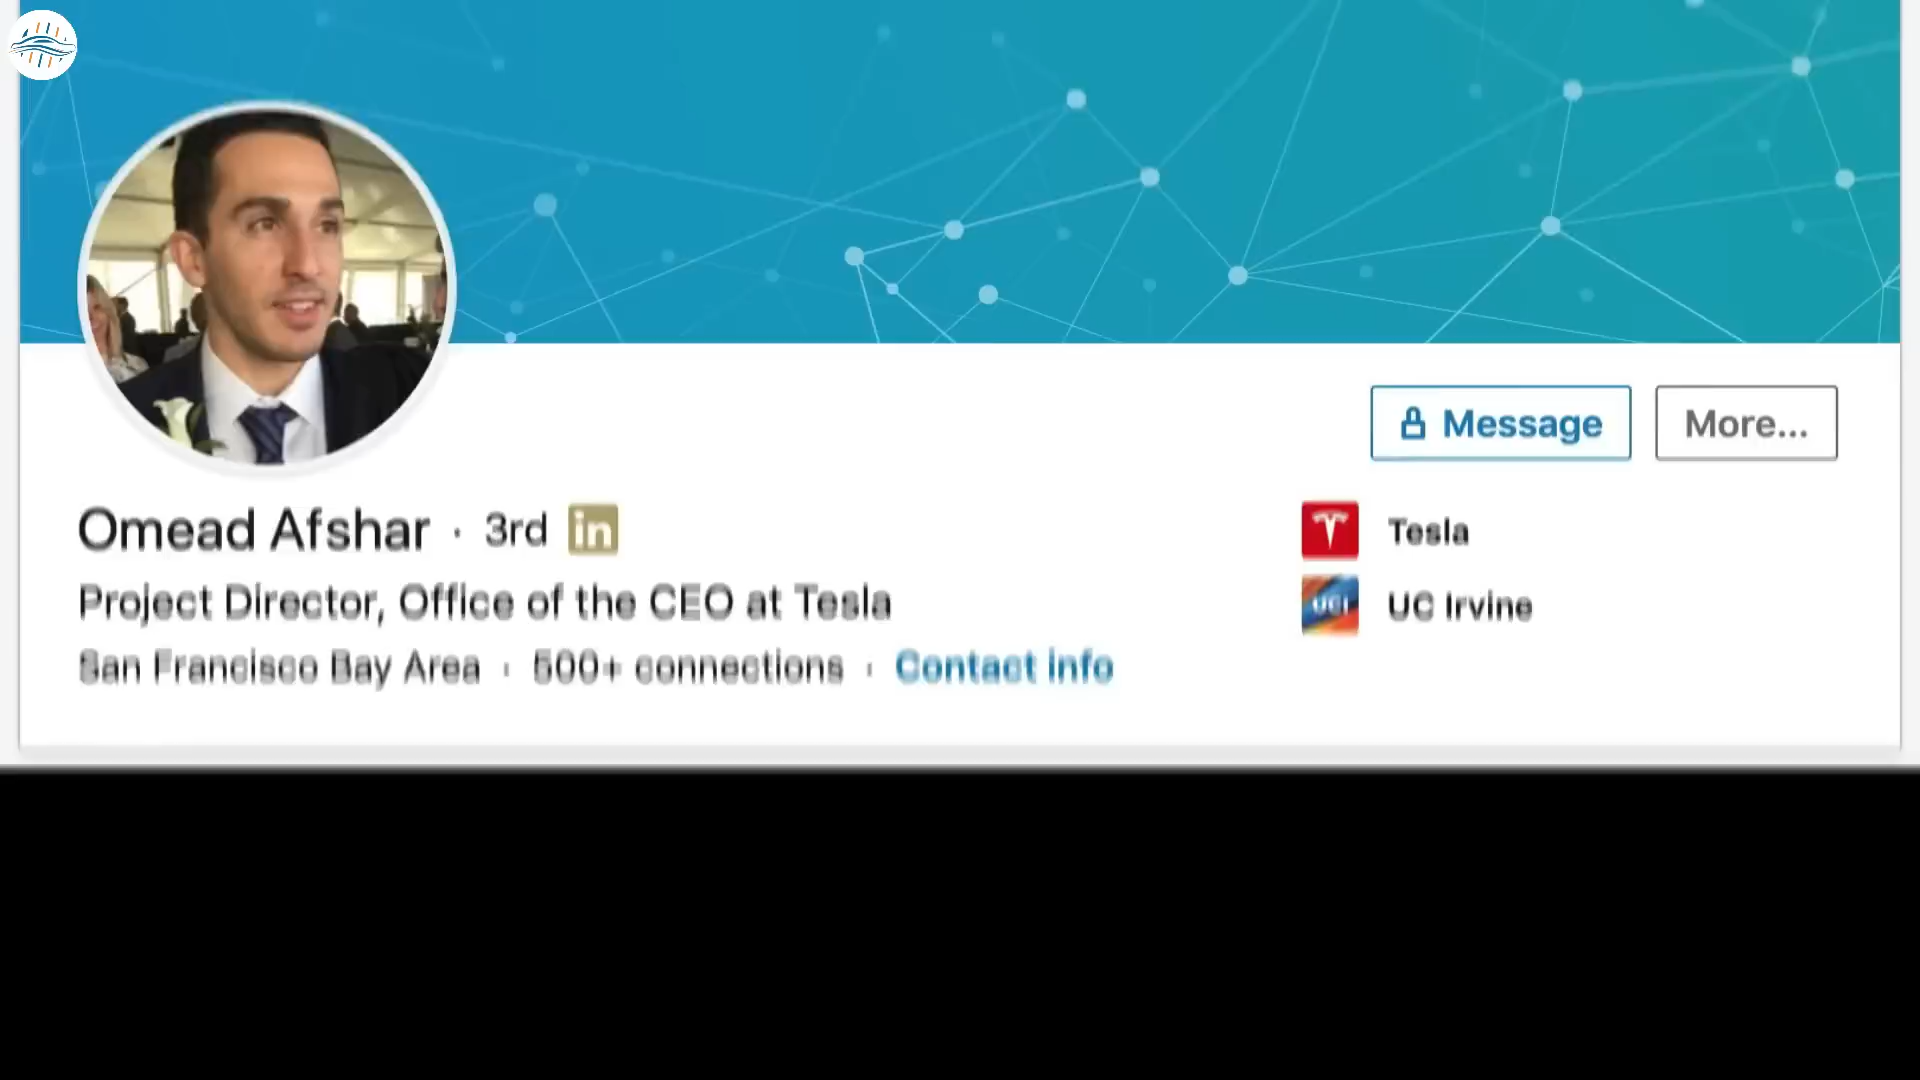 Message
More...
Omead Afshar · 3rd in
Project Director, Office of the CEO at Tesla
San Francisco Bay Area · 500+ connections · Contact info
Tesla
UCI UC Irvine